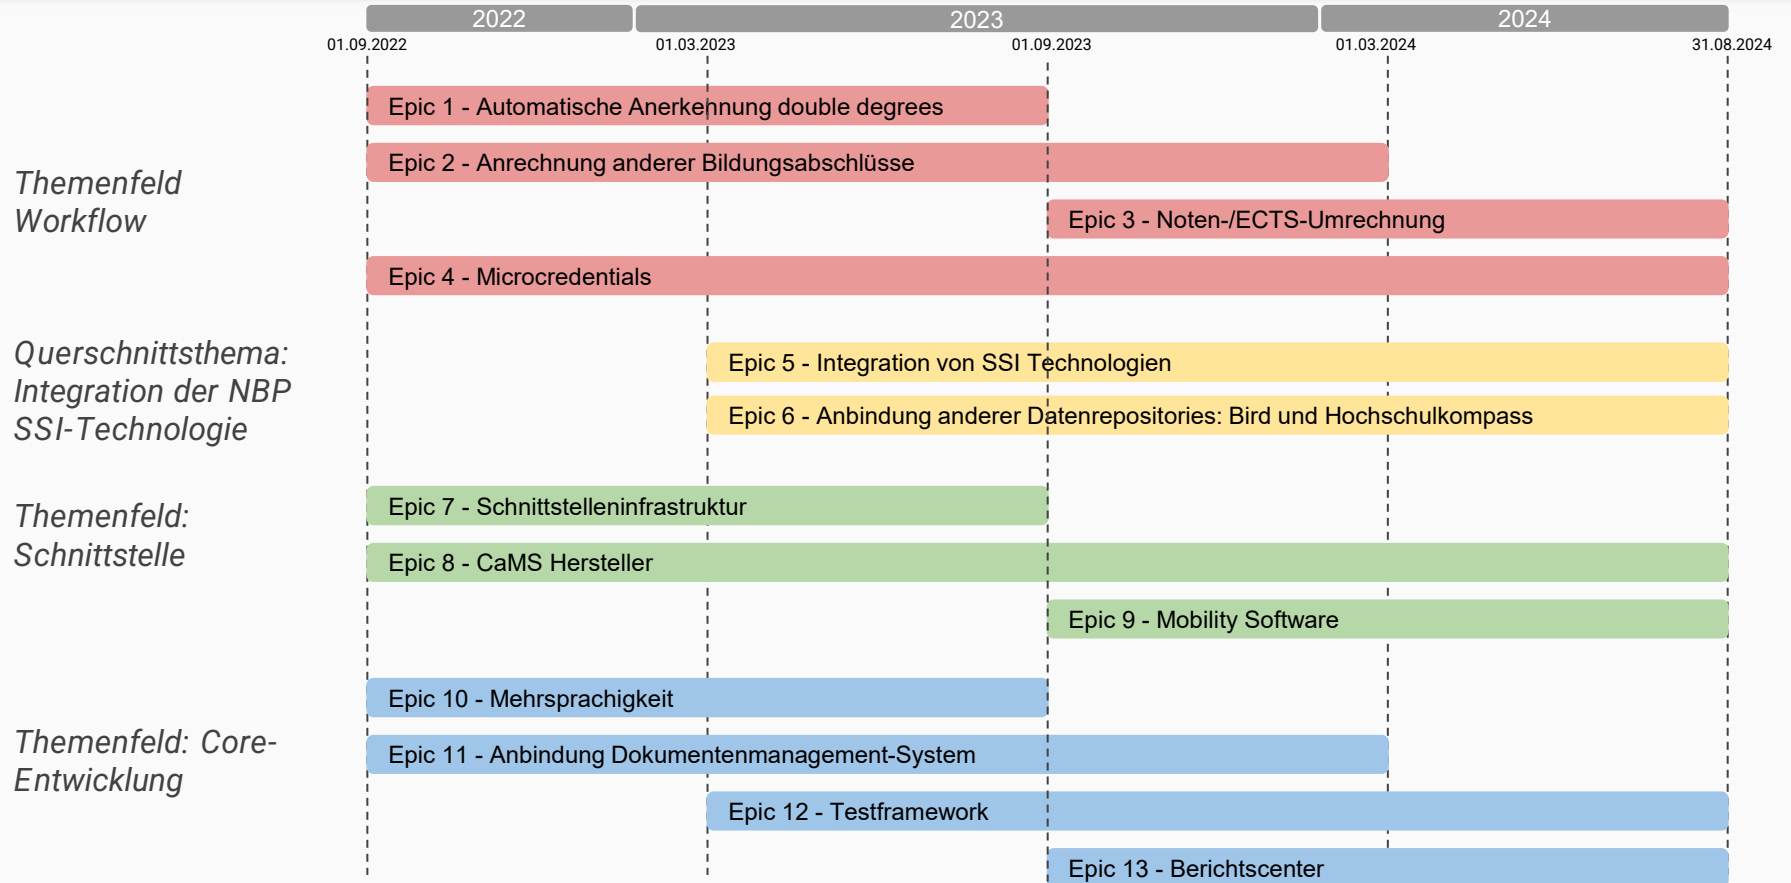 2022
2023
2024
01.09.2022
01.03.2023
01.09.2023
01.03.2024
31.08.2024
Themenfeld
Workflow
Epic 1 - Automatische Anerkennung double degrees
Epic 2 - Anrechnung anderer Bildungsabschlüsse
Epic 3 - Noten-/ECTS-Umrechnung
Epic 4 - Microcredentials
Querschnittsthema:
Integration der NBP
SSI-Technologie
Epic 5 - Integration von SSI Technologien
Epic 6 - Anbindung anderer Datenrepositories: Bird und Hochschulkompass
Themenfeld:
Schnittstelle
Epic 7 - Schnittstelleninfrastruktur
Epic 8 - CaMS Hersteller
Epic 9 - Mobility Software
Themenfeld: Core-
Entwicklung
Epic 10 - Mehrsprachigkeit
Epic 11 - Anbindung Dokumentenmanagement-System
Epic 12 - Testframework
Epic 13 - Berichtscenter